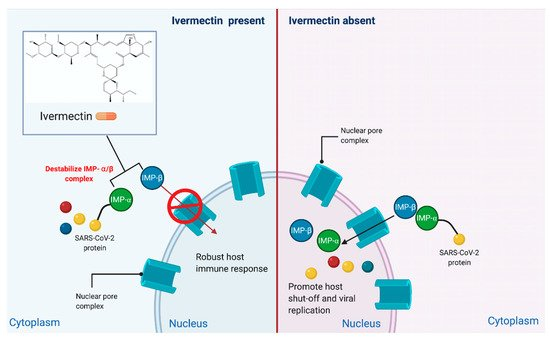 Ivermectin present
Ivermectin absent
Ivermectin
Destabilize IMP- α/β
complex
IMP-β
IMP-α
SARS-CoV-2
protein
Nuclear pore
complex
Robust host
immune response
Cytoplasm
Nucleus
Nuclear pore
complex
IMP-β
IMP-α
IMP-β
IMP-α
SARS-CoV-2
protein
Promote host
shut-off and viral
replication
Nucleus
Cytoplasm